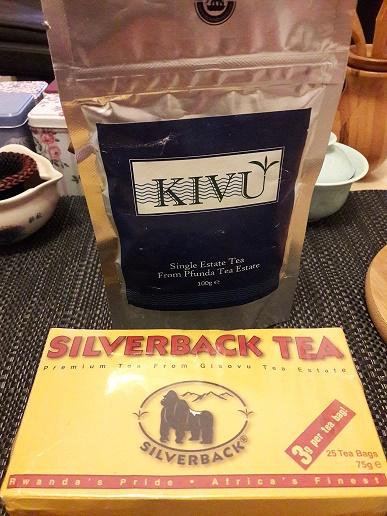 KIVU
Single Estate Tea
From Pfunda Tea Estate
100g e
SILVERBACK TEA
Premium Tea From Gisovu Tea Estate
3g per tea bag!
SILVERBACK®
25 Tea Bags
75g e
Rwanda's Pride • Africa's Finest